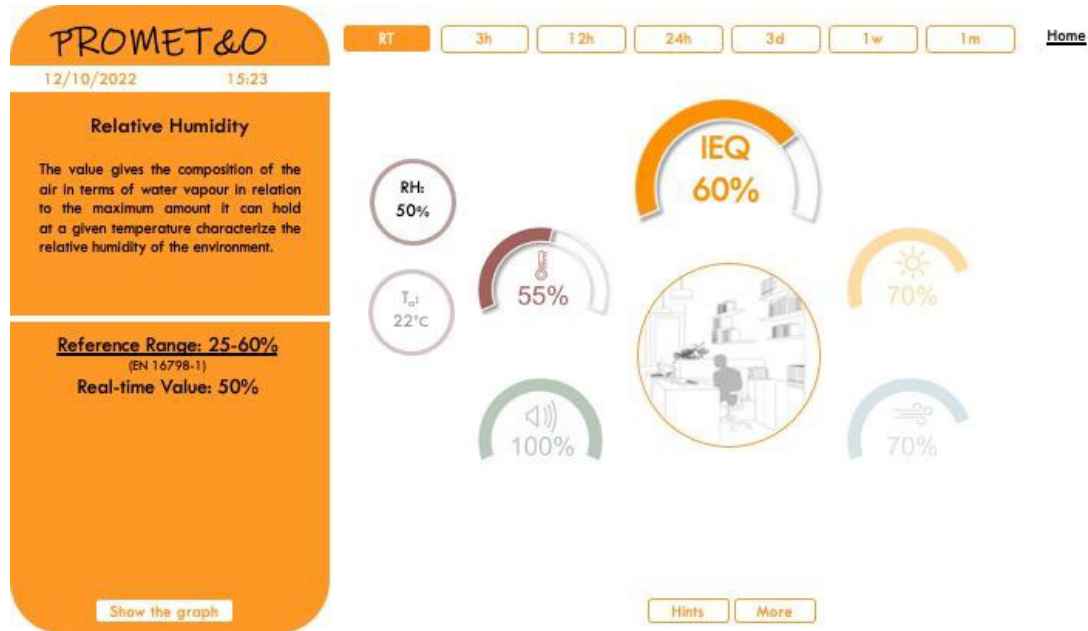 PROMET&O
12/10/2022 15:23
Relative Humidity
The value gives the composition of the
air in terms of water vapour in relation
to the maximum amount it can hold
at a given temperature characterize the
relative humidity of the environment.
Reference Range: 25-60%
(EN 16798-1)
Real-time Value: 50%
Show the graph
RT 3h 12h 24h 3d 1w 1m Home
IEQ
60%
RH:
50%
55%
Ta:
22°C
70%
100%
70%
Hints More